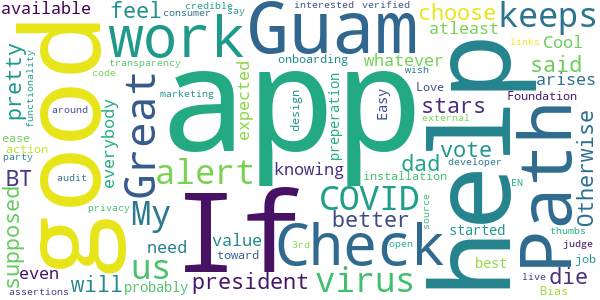 available
feel
interested verified
consumer
credible
say
Guam
choose
keeps
work
onboarding
links
atleast
good
pretty
functionality
transparency
code
marketing
Great
everybody
expected
app
design
preperation
Easy
whatever
Cool
said
wish
arises
Love
stars
Foundation
around
ease
action
party
BT
audit
alert
knowing
dad
vote
developer
EN
help
Path
Otherwise
installation
external
supposed
privacy
My
If
COVID
Check
better
started
source
thumbs
judge
us
need
value
toward
best
job
even
will
president
virus
3rd
open
live
die
assertions
probably
Bias